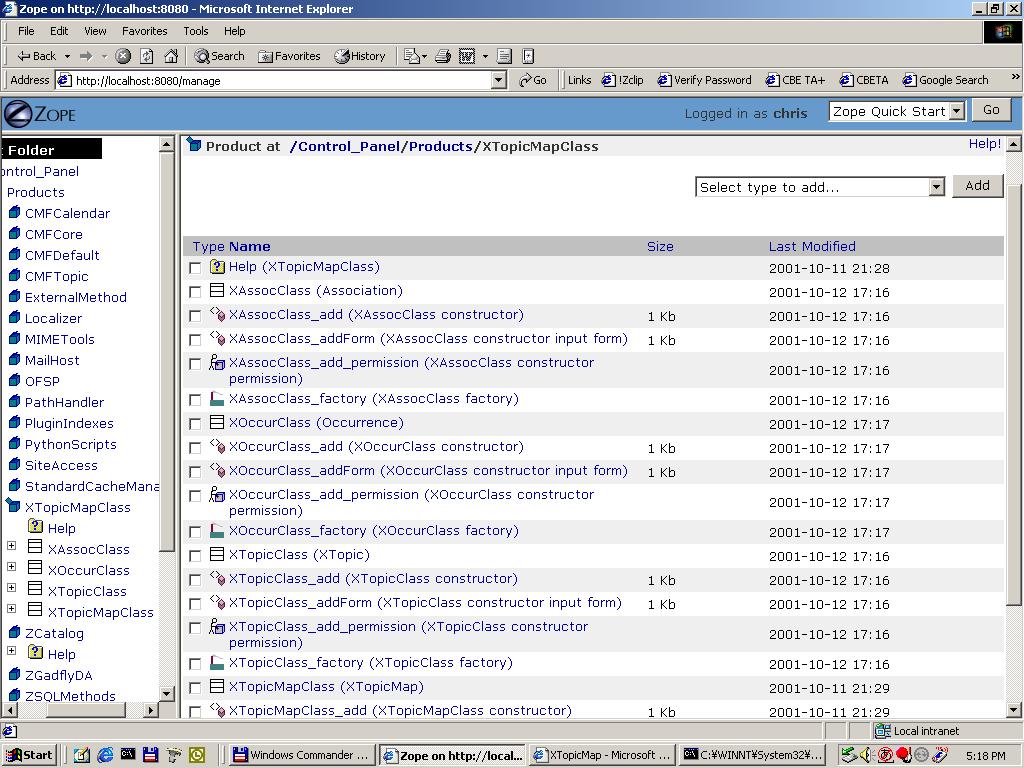 Zope on http://localhost:8080 - Microsoft Internet Explorer
File Edit View Favorites Tools Help
Back Search Favorites History
Address http://localhost:8080/manage Go Links !Zclip Verify Password CBE TA+ CBETA Google Search »
ZOPE Logged in as chris Zope Quick Start Go
Folder
ontrol_Panel
Products
CMFCalendar
CMFCore
CMFDefault
CMFTopic
ExternalMethod
Localizer
MIMETools
MailHost
OFSP
PathHandler
PluginIndexes
PythonScripts
SiteAccess
StandardCacheMana
XTopicMapClass
Help
XAssocClass
XOccurClass
XTopicClass
XTopicMapClass
ZCatalog
Help
ZGadflyDA
ZSQLMethods
Product at /Control_Panel/Products/XTopicMapClass Help!
Select type to add... Add
Type Name Size Last Modified
Help (XTopicMapClass) 2001-10-11 21:28
XAssocClass (Association) 2001-10-12 17:16
XAssocClass_add (XAssocClass constructor) 1 Kb 2001-10-12 17:16
XAssocClass_addForm (XAssocClass constructor input form) 1 Kb 2001-10-12 17:16
XAssocClass_add_permission (XAssocClass constructor
permission) 2001-10-12 17:16
XAssocClass_factory (XAssocClass factory) 2001-10-12 17:16
XOccurClass (Occurrence) 2001-10-12 17:17
XOccurClass_add (XOccurClass constructor) 1 Kb 2001-10-12 17:17
XOccurClass_addForm (XOccurClass constructor input form) 1 Kb 2001-10-12 17:17
XOccurClass_add_permission (XOccurClass constructor
permission) 2001-10-12 17:17
XOccurClass_factory (XOccurClass factory) 2001-10-12 17:17
XTopicClass (XTopic) 2001-10-12 17:16
XTopicClass_add (XTopicClass constructor) 1 Kb 2001-10-12 17:16
XTopicClass_addForm (XTopicClass constructor input form) 1 Kb 2001-10-12 17:16
XTopicClass_add_permission (XTopicClass constructor
permission) 2001-10-12 17:16
XTopicClass_factory (XTopicClass factory) 2001-10-12 17:16
XTopicMapClass (XTopicMap) 2001-10-11 21:29
XTopicMapClass_add (XTopicMapClass constructor) 1 Kb 2001-10-11 21:29
Local intranet
Start Windows Commander ... Zope on http://local... XTopicMap - Microsoft ... C:¥WINNT¥System32¥... 5:18 PM